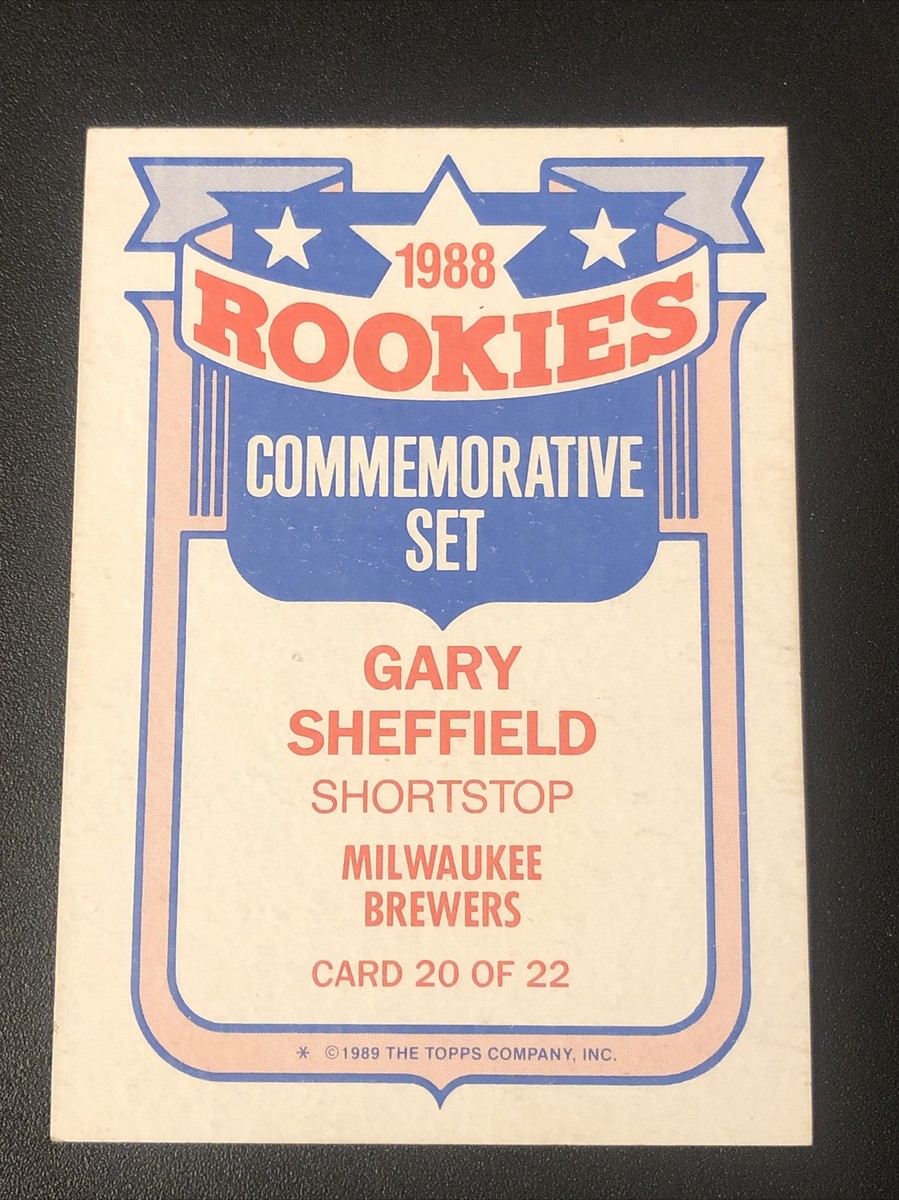 1988
ROOKIES
COMMEMORATIVE
SET
GARY
SHEFFIELD
SHORTSTOP
MILWAUKEE
BREWERS
CARD 20 OF 22
* ©1989 THE TOPPS COMPANY, INC.